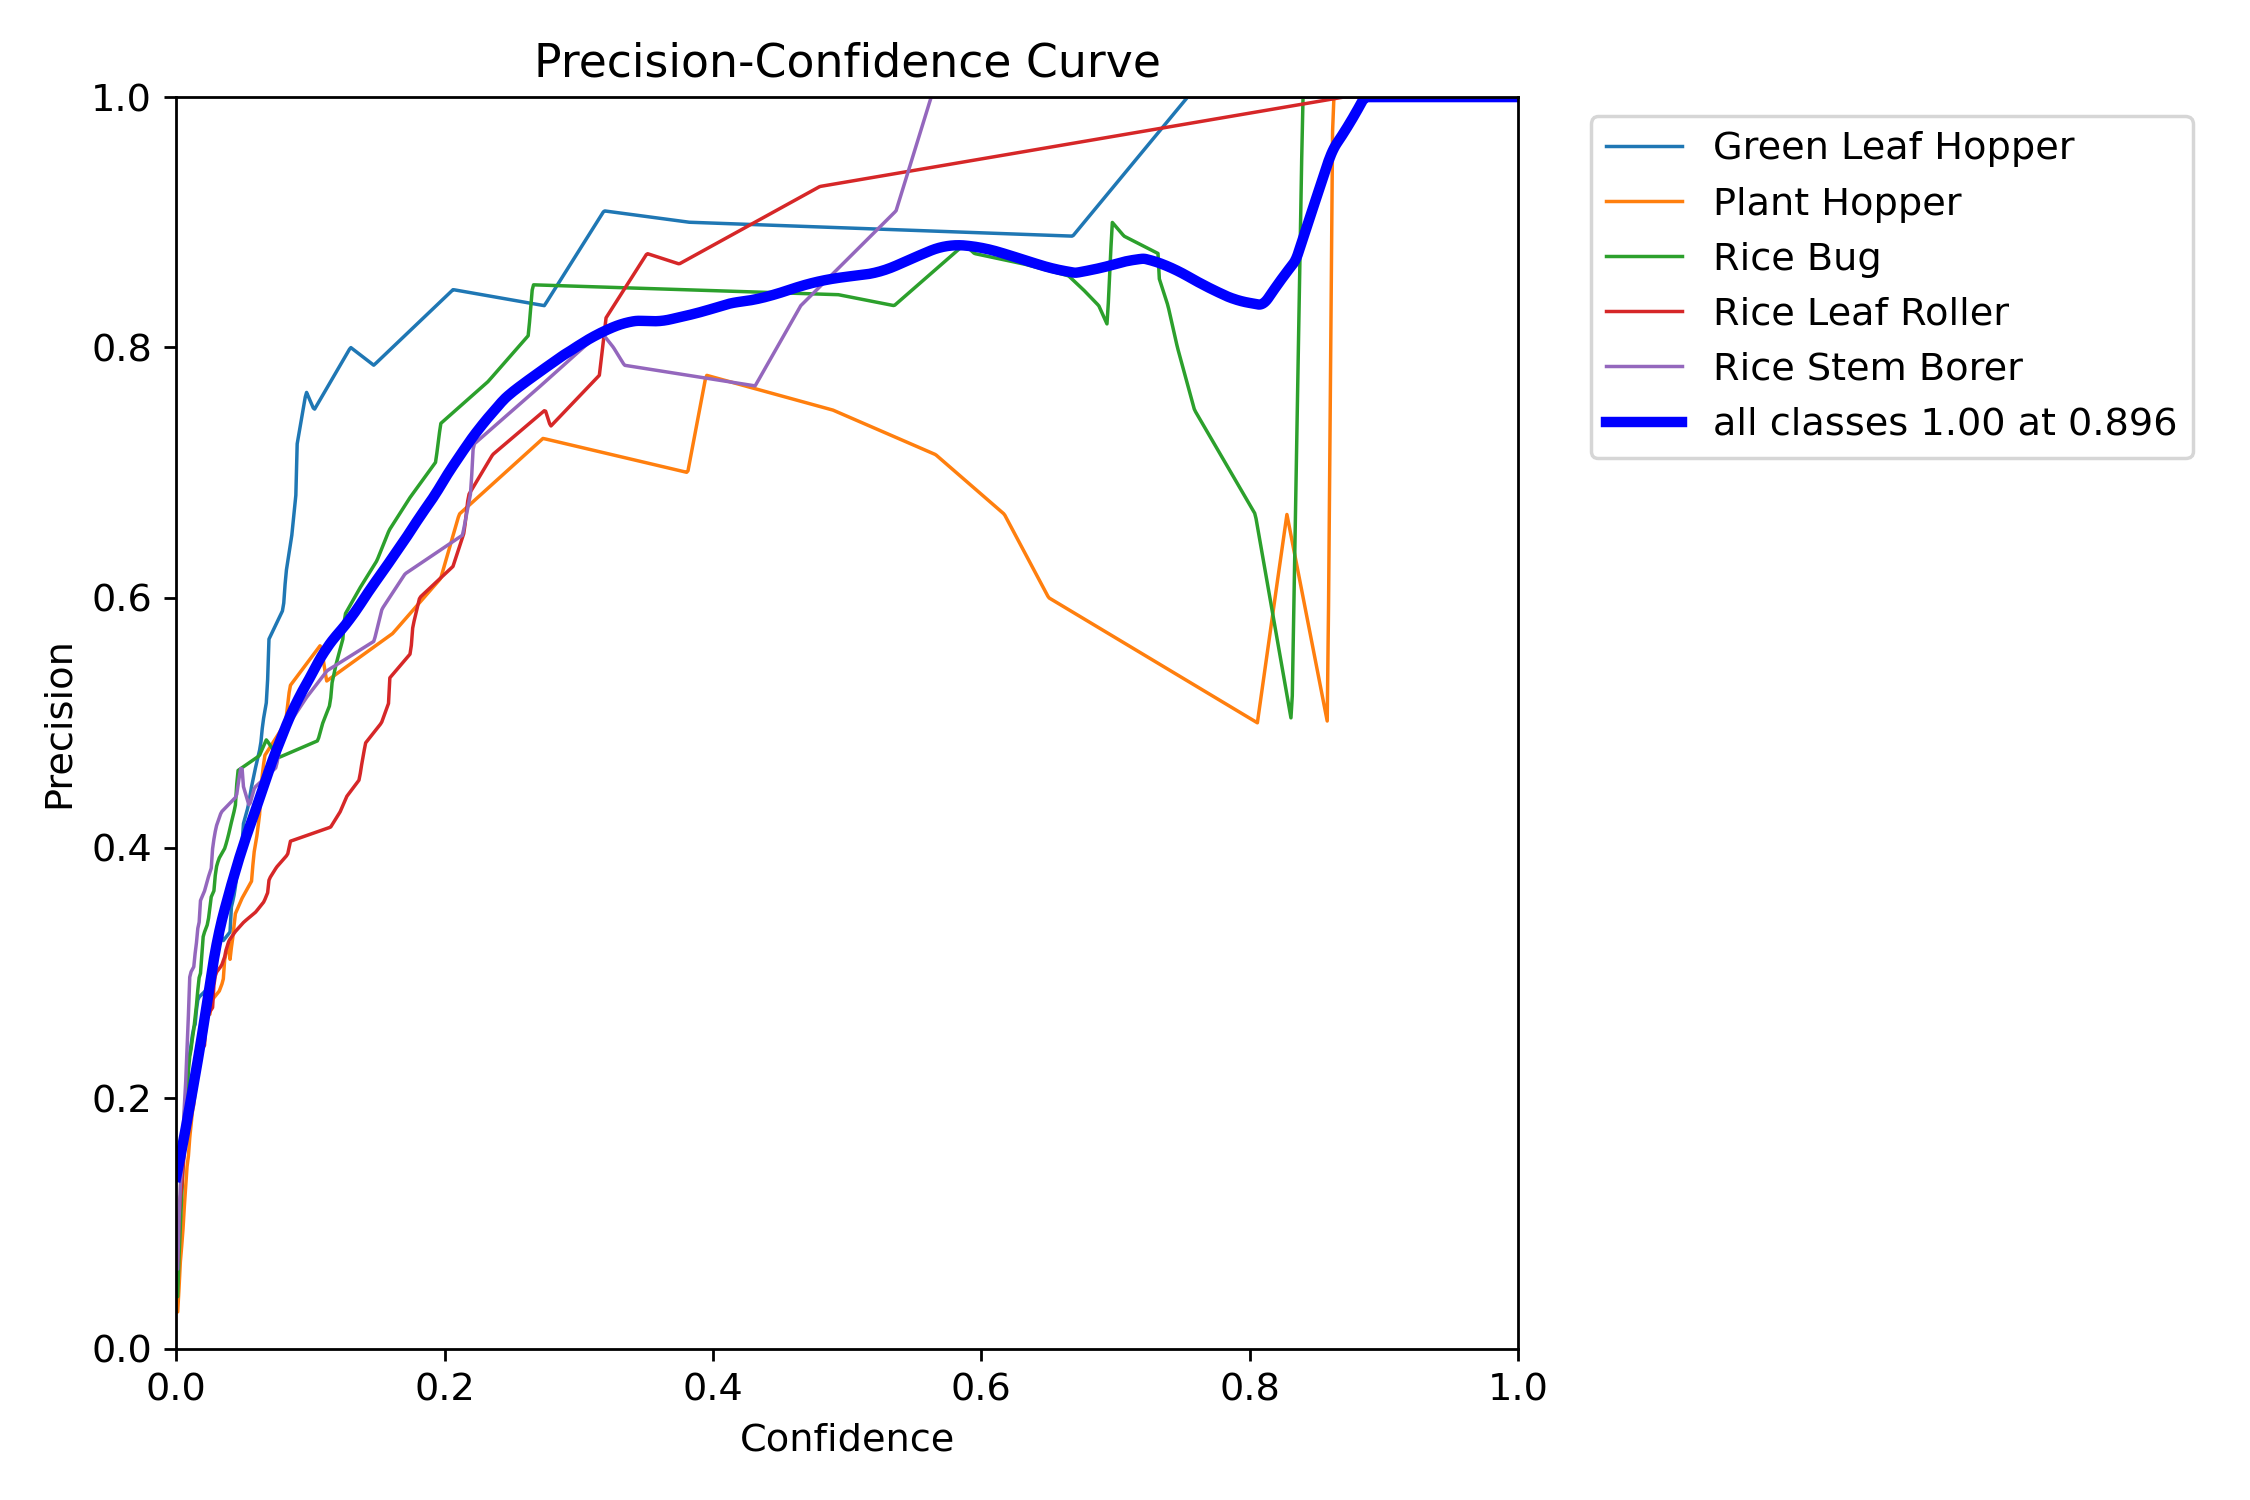 Precision-Confidence Curve
1.0
0.8
0.6
0.4
0.2
0.0
Precision
0.0 0.2 0.4 0.6 0.8 1.0
Confidence
Green Leaf Hopper
Plant Hopper
Rice Bug
Rice Leaf Roller
Rice Stem Borer
all classes 1.00 at 0.896